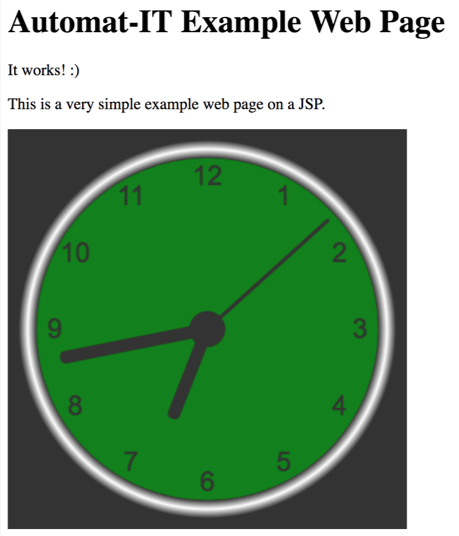 Automat-IT Example Web Page
It works! :)
This is a very simple example web page on a JSP.
12
11 1
10 2
9 3
8 4
7 5
6